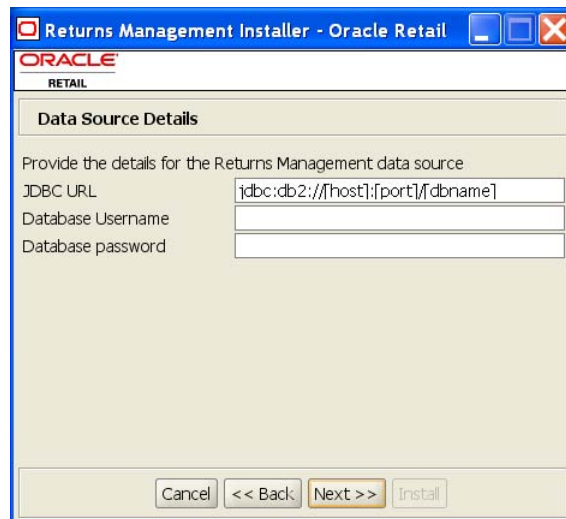 Returns Management Installer - Oracle Retail
ORACLE
RETAIL
Data Source Details
Provide the details for the Returns Management data source
JDBC URL jdbc:db2://[host]:[port]/[dbname]
Database Username
Database password
Cancel << Back Next >> Install